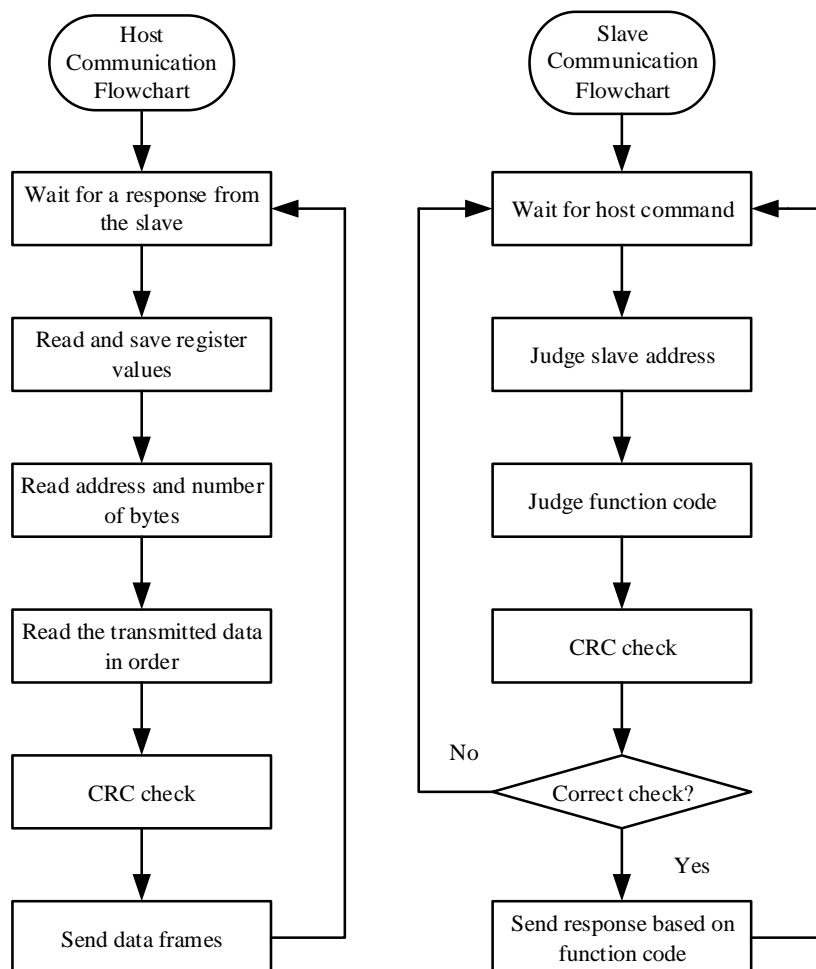 Host
Communication
Flowchart
Wait for a response from
the slave
Read and save register
values
Read address and number
of bytes
Read the transmitted data
in order
CRC check
Send data frames
Slave
Communication
Flowchart
Wait for host command
Judge slave address
Judge function code
CRC check
No
Correct check?
Yes
Send response based on
function code